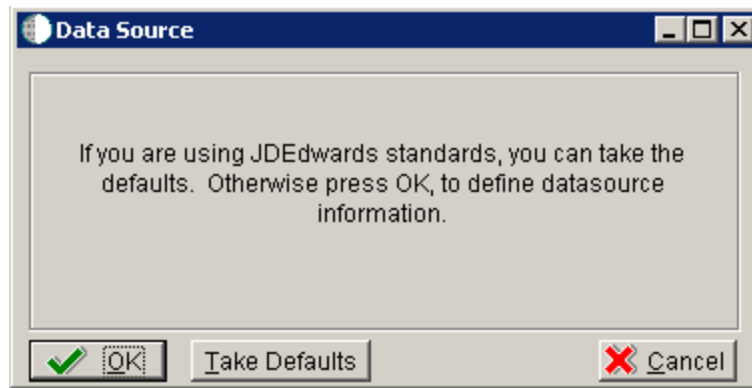 Data Source
If you are using JDEdwards standards, you can take the
defaults. Otherwise press OK, to define datasource
information.
OK
Take Defaults
Cancel